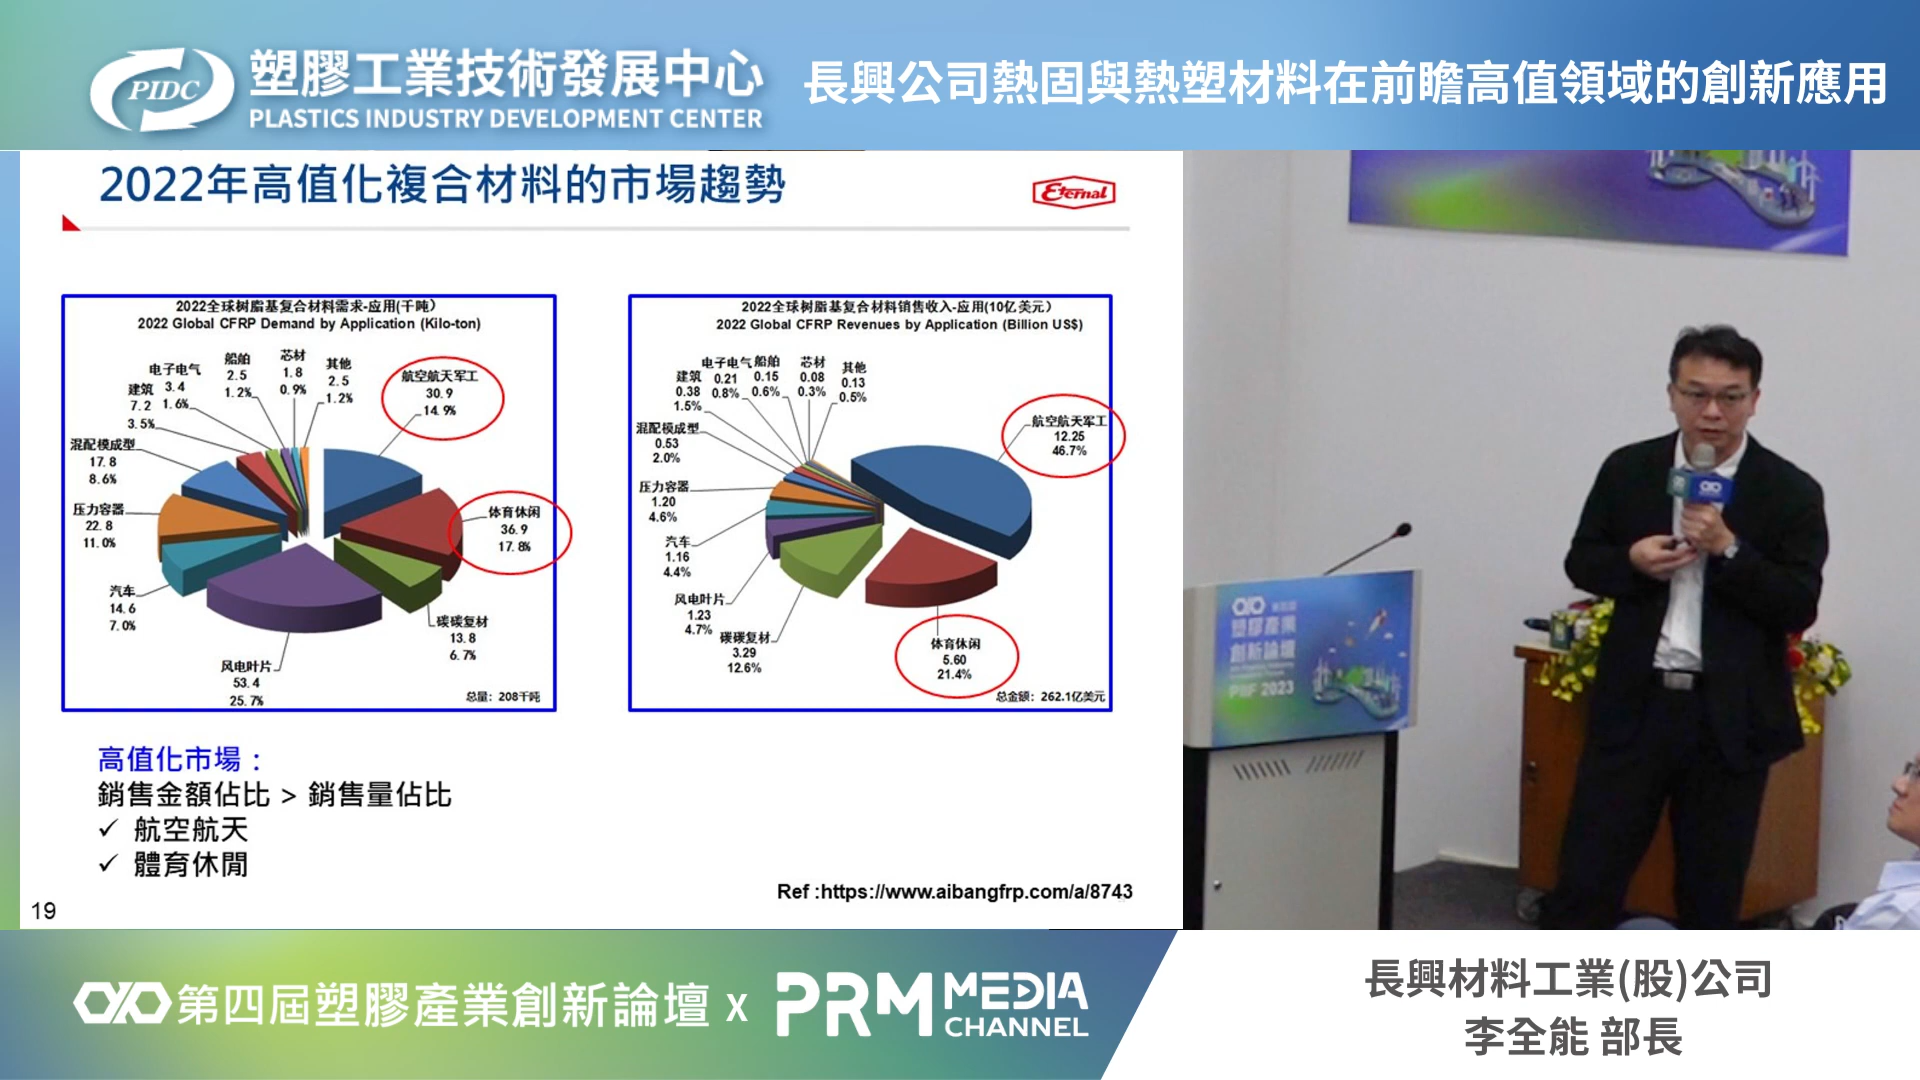 PIDC
塑膠工業技術發展中心
PLASTICS INDUSTRY DEVELOPMENT CENTER
長興公司熱固與熱塑材料在前瞻高值領域的創新應用
2022年高值化複合材料的市場趨勢
Eternal
2022全球树脂基复合材料需求-应用(千吨)
2022 Global CFRP Demand by Application (Kilo-ton)
航空航天军工
30.9
14.9%
体育休闲
36.9
17.8%
碳碳复材
13.8
6.7%
风电叶片
53.4
25.7%
汽车
14.6
7.0%
压力容器
22.8
11.0%
混配模成型
17.8
8.6%
建筑
7.2
3.5%
电子电气
3.4
1.6%
船舶
2.5
1.2%
芯材
1.8
0.9%
其他
2.5
1.2%
总量：208千吨
2022全球树脂基复合材料销售收入-应用(10亿美元)
2022 Global CFRP Revenues by Application (Billion US$)
航空航天军工
12.25
46.7%
体育休闲
5.60
21.4%
碳碳复材
3.29
12.6%
风电叶片
1.23
4.7%
汽车
1.16
4.4%
压力容器
1.20
4.6%
混配模成型
0.53
2.0%
建筑
0.38
1.5%
电子电气
0.21
0.8%
船舶
0.15
0.6%
芯材
0.08
0.3%
其他
0.13
0.5%
总金额：262.1亿美元
高值化市場：
銷售金額佔比 > 銷售量佔比
✓ 航空航天
✓ 體育休閒
Ref :https://www.aibangfrp.com/a/8743
19
第四屆
塑膠產業
創新論壇
PIIF 2023
第四屆塑膠產業創新論壇 x PRM MEDIA CHANNEL
長興材料工業(股)公司
李全能 部長